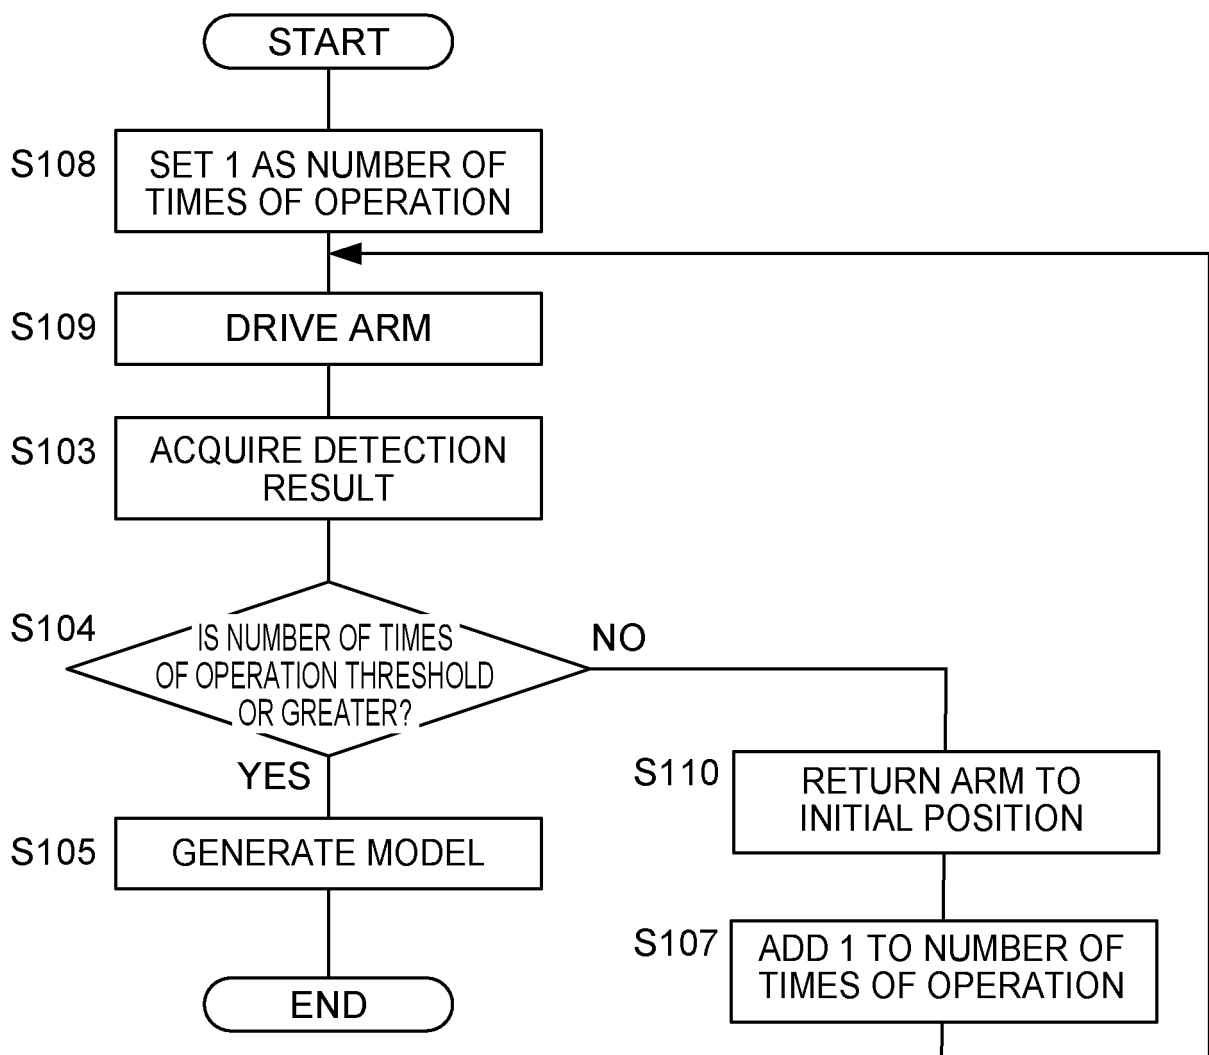 START
S108
SET 1 AS NUMBER OF
TIMES OF OPERATION
S109
DRIVE ARM
S103
ACQUIRE DETECTION
RESULT
S104
IS NUMBER OF TIMES
OF OPERATION THRESHOLD
OR GREATER?
NO
YES
S110
RETURN ARM TO
INITIAL POSITION
S105
GENERATE MODEL
S107
ADD 1 TO NUMBER OF
TIMES OF OPERATION
END